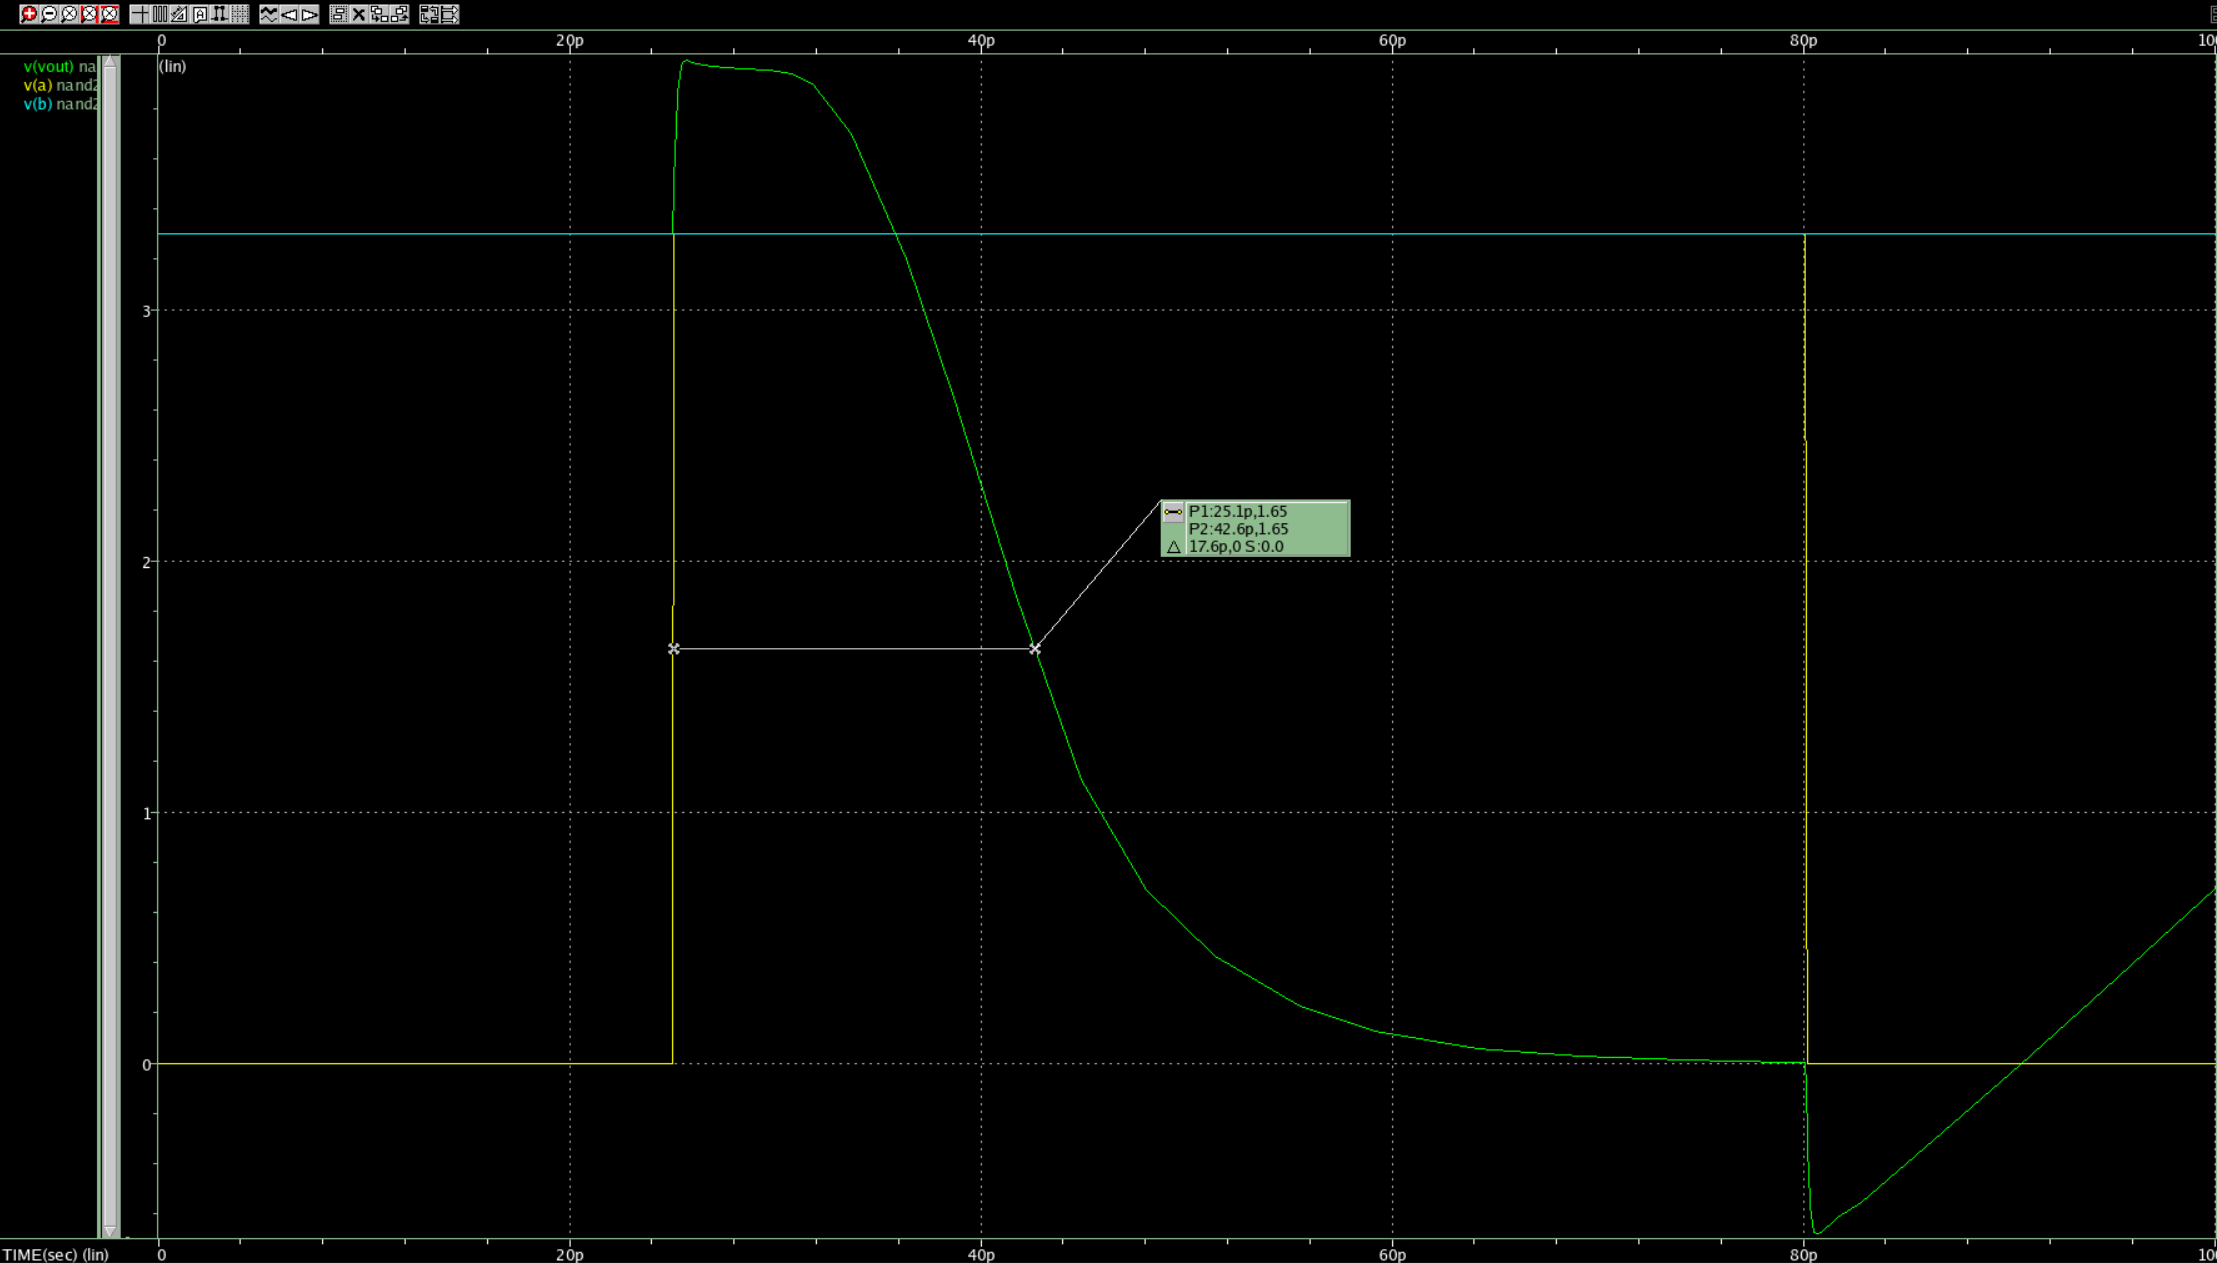 0 20p 40p 60p 80p 10
v(vout) na
v(a) nand2
v(b) nand2
(lin)
3
2
1
0
P1:25.1p,1.65
P2:42.6p,1.65
△ 17.6p,0 S:0.0
TIME(sec) (lin) 0 20p 40p 60p 80p 10